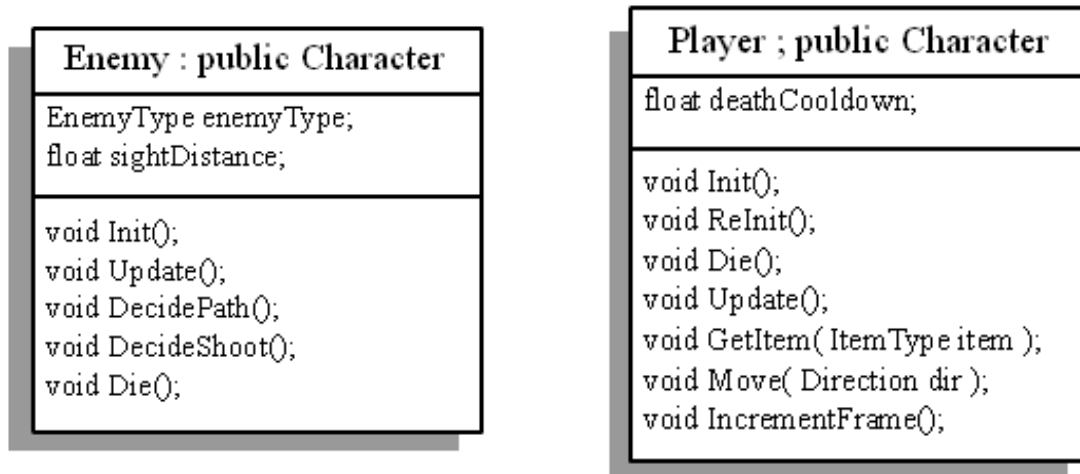 Enemy : public Character
EnemyType enemyType;
float sightDistance;
void Init();
void Update();
void DecidePath();
void DecideShoot();
void Die();
Player ; public Character
float deathCooldown;
void Init();
void ReInit();
void Die();
void Update();
void GetItem( ItemType item );
void Move( Direction dir );
void IncrementFrame();